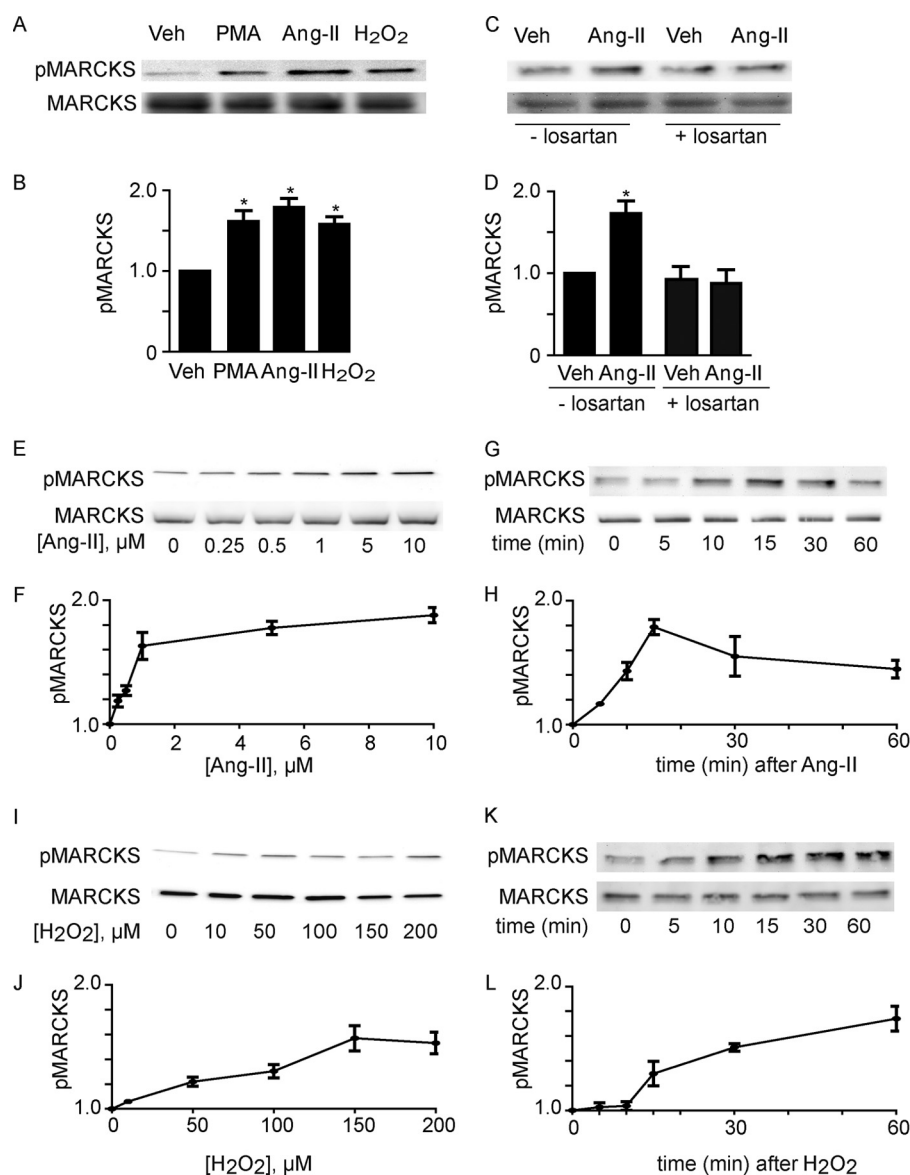 A
Veh PMA Ang-II H₂O₂
pMARCKS
MARCKS
B
pMARCKS
2.0
*
*
*
1.0
0
Veh PMA Ang-II H₂O₂
C
Veh Ang-II Veh Ang-II
- losartan + losartan
D
pMARCKS
2.0
*
1.0
0
Veh Ang-II Veh Ang-II
- losartan + losartan
E
pMARCKS
MARCKS
[Ang-II], µM 0 0.25 0.5 1 5 10
F
pMARCKS
2.0
1.0
0 2 4 6 8 10
[Ang-II], µM
G
pMARCKS
MARCKS
time (min) 0 5 10 15 30 60
H
pMARCKS
2.0
1.0
0 30 60
time (min) after Ang-II
I
pMARCKS
MARCKS
[H₂O₂], µM 0 10 50 100 150 200
J
pMARCKS
2.0
1.0
0 50 100 150 200
[H₂O₂], µM
K
pMARCKS
MARCKS
time (min) 0 5 10 15 30 60
L
pMARCKS
2.0
1.0
0 30 60
time (min) after H₂O₂